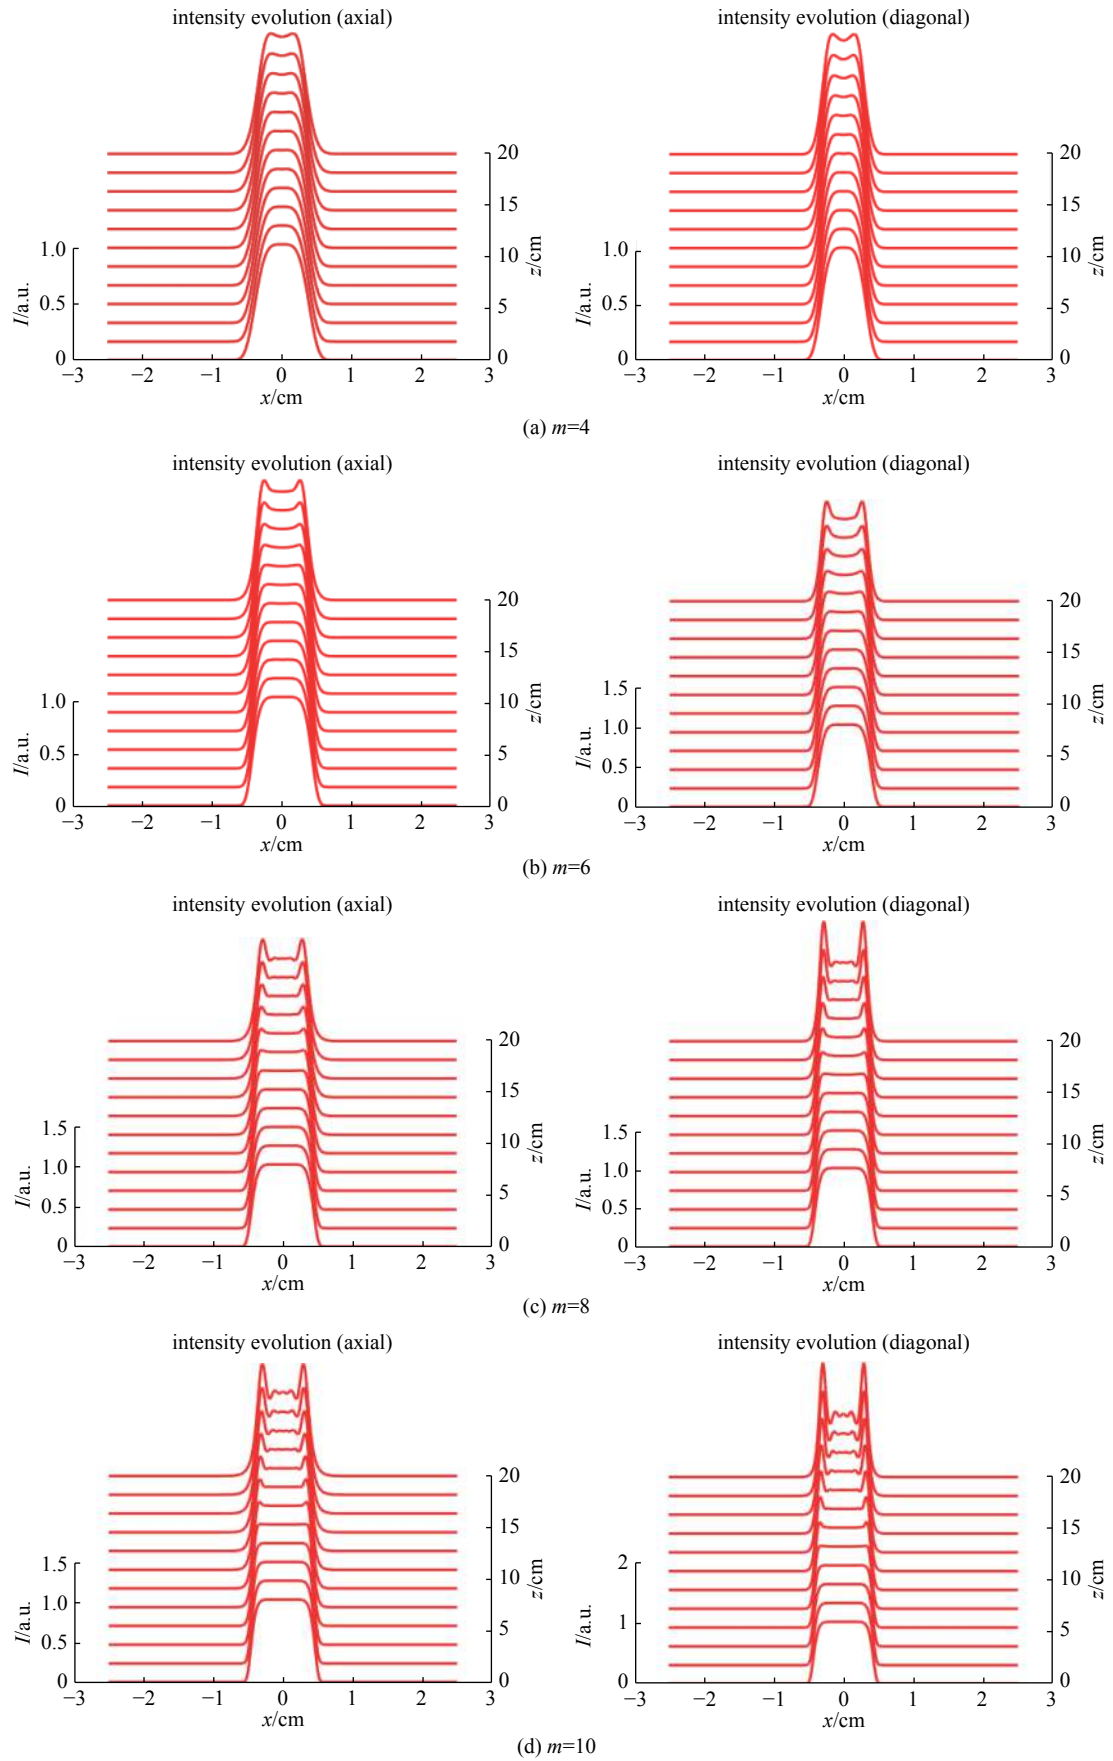 intensity evolution (axial)
intensity evolution (diagonal)
20
15
10
5
0
z/cm
1.0
0.5
0
I/a.u.
−3 −2 −1 0 1 2 3
x/cm
20
15
10
5
0
z/cm
1.0
0.5
0
I/a.u.
−3 −2 −1 0 1 2 3
x/cm
(a) m=4
intensity evolution (axial)
intensity evolution (diagonal)
20
15
10
5
0
z/cm
1.0
0.5
0
I/a.u.
−3 −2 −1 0 1 2 3
x/cm
20
15
10
5
0
z/cm
1.5
1.0
0.5
0
I/a.u.
−3 −2 −1 0 1 2 3
x/cm
(b) m=6
intensity evolution (axial)
intensity evolution (diagonal)
20
15
10
5
0
z/cm
1.5
1.0
0.5
0
I/a.u.
−3 −2 −1 0 1 2 3
x/cm
20
15
10
5
0
z/cm
1.5
1.0
0.5
0
I/a.u.
−3 −2 −1 0 1 2 3
x/cm
(c) m=8
intensity evolution (axial)
intensity evolution (diagonal)
20
15
10
5
0
z/cm
1.5
1.0
0.5
0
I/a.u.
−3 −2 −1 0 1 2 3
x/cm
20
15
10
5
0
z/cm
2
1
0
I/a.u.
−3 −2 −1 0 1 2 3
x/cm
(d) m=10